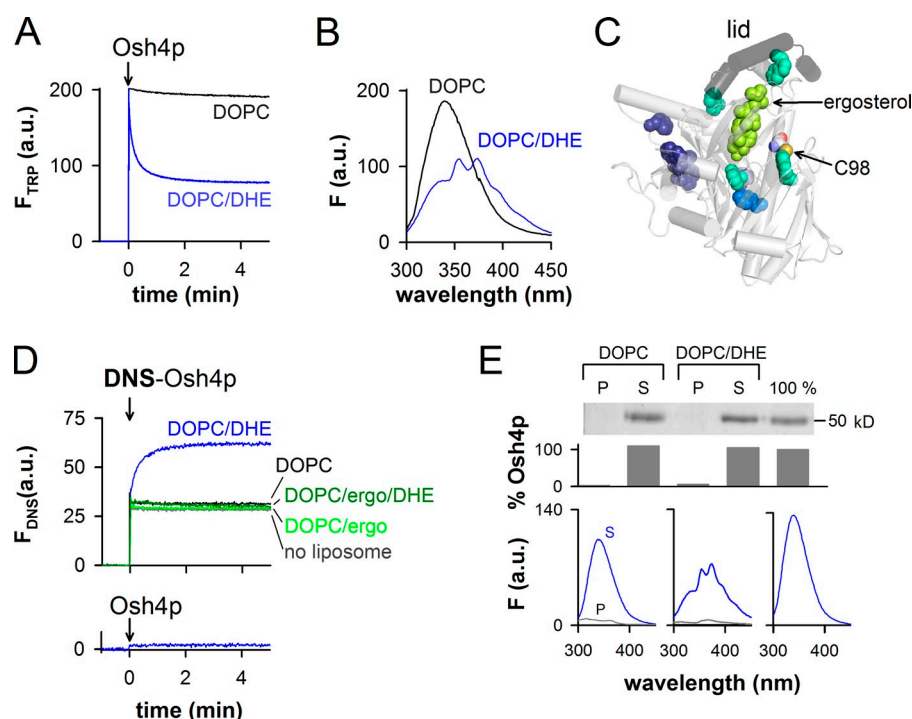 A
Osh4p
200
100
0
F_TRP (a.u.)
DOPC
DOPC/DHE
0 2 4
time (min)
B
DOPC
DOPC/DHE
200
100
0
F (a.u.)
300 350 400 450
wavelength (nm)
C
lid
ergosterol
C98
D
DNS-Osh4p
75
50
25
0
F_DNS(a.u.)
DOPC/DHE
DOPC
DOPC/ergo/DHE
DOPC/ergo
no liposome
Osh4p
0
0 2 4
time (min)
E
DOPC DOPC/DHE
P S P S 100 %
50 kD
% Osh4p
100
0
140
0
F (a.u.)
S
P
300 400 300 400 300 400
wavelength (nm)